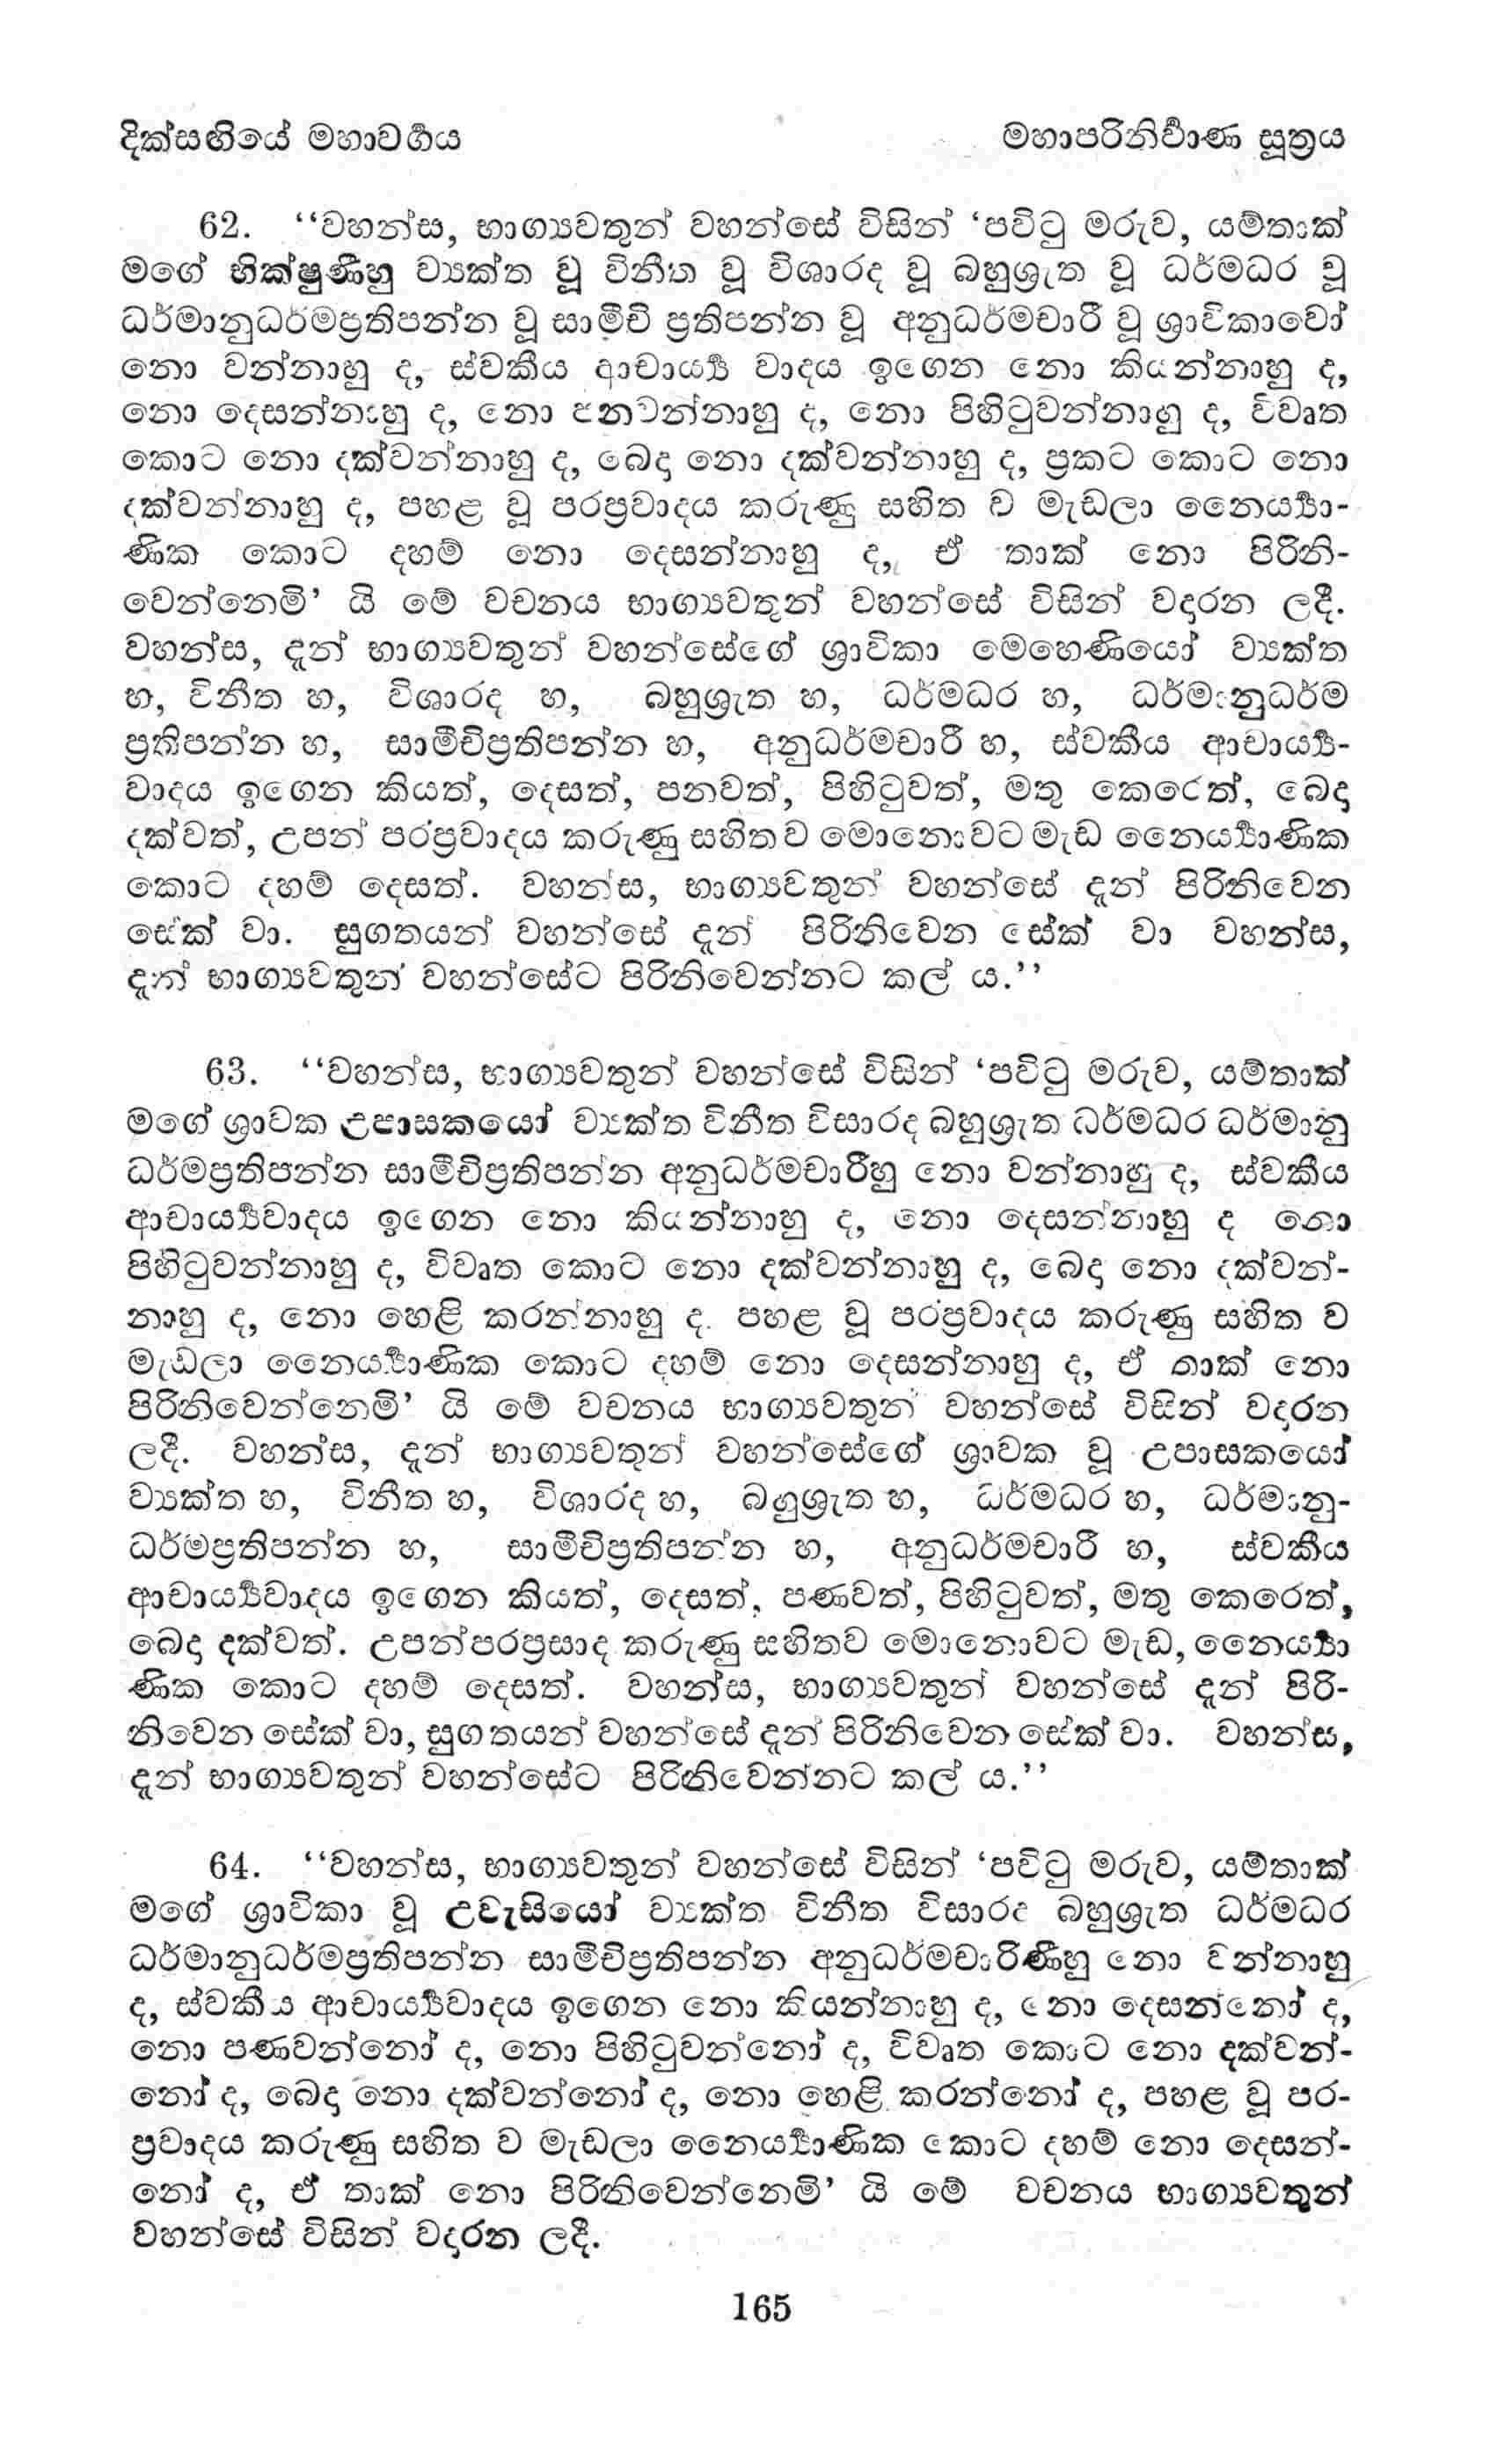 දික්සඟියේ මහාවර්‍ගය
මහාපරිනිර්‍වාණ සූත්‍රය
62. ‘‘වහන්ස, භාග්‍යවතුන් වහන්සේ විසින් ‘පවිටු මරුව, යම්තාක්
මගේ භික්ෂුණීහු ව්‍යක්ත වූ විනීත වූ විශාරද වූ බහුශ්‍රැත වූ ධර්මධර වූ
ධර්මානුධර්මප්‍රතිපන්න වූ සාමීචි ප්‍රතිපන්න වූ අනුධර්මචාරී වූ ශ්‍රාවිකාවෝ
නො වන්නාහු ද, ස්වකීය ආචාර්‍ය්‍ය වාදය ඉගෙන නො කියන්නාහු ද,
නො දෙසන්නාහු ද, නො පනවන්නාහු ද, නො පිහිටුවන්නාහු ද, විවෘත
කොට නො දක්වන්නාහු ද, බෙදා නො දක්වන්නාහු ද, ප්‍රකට කොට නො
දක්වන්නාහු ද, පහළ වූ පරප්‍රවාදය කරුණු සහිත ව මැඩලා නෛර්‍ය්‍යා-
ණික කොට දහම් නො දෙසන්නාහු ද, ඒ තාක් නො පිරිනි-
වෙන්නෙමි’ යි මේ වචනය භාග්‍යවතුන් වහන්සේ විසින් වදාරන ලදී.
වහන්ස, දැන් භාග්‍යවතුන් වහන්සේගේ ශ්‍රාවිකා මෙහෙණියෝ ව්‍යක්ත
හ, විනීත හ, විශාරද හ, බහුශ්‍රැත හ, ධර්මධර හ, ධර්මානුධර්ම
ප්‍රතිපන්න හ, සාමීචිප්‍රතිපන්න හ, අනුධර්මචාරී හ, ස්වකීය ආචාර්‍ය්‍ය-
වාදය ඉගෙන කියත්, දෙසත්, පනවත්, පිහිටුවත්, මතු කෙරෙත්, බෙදා
දක්වත්, උපන් පරප්‍රවාදය කරුණු සහිතව මොනොවට මැඩ නෛර්‍ය්‍යාණික
කොට දහම් දෙසත්. වහන්ස, භාග්‍යවතුන් වහන්සේ දැන් පිරිනිවෙන
සේක් වා. සුගතයන් වහන්සේ දැන් පිරිනිවෙන සේක් වා වහන්ස,
දැන් භාග්‍යවතුන් වහන්සේට පිරිනිවෙන්නට කල් ය.’’
63. ‘‘වහන්ස, භාග්‍යවතුන් වහන්සේ විසින් ‘පවිටු මරුව, යම්තාක්
මගේ ශ්‍රාවක උපාසකයෝ ව්‍යක්ත විනීත විසාරද බහුශ්‍රැත ධර්මධර ධර්මානු
ධර්මප්‍රතිපන්න සාමීචිප්‍රතිපන්න අනුධර්මචාරීහු නො වන්නාහු ද, ස්වකීය
ආචාර්‍ය්‍යවාදය ඉගෙන නො කියන්නාහු ද, නො දෙසන්නාහු ද නො
පිහිටුවන්නාහු ද, විවෘත කොට නො දක්වන්නාහු ද, බෙදා නො දක්වන්-
නාහු ද, නො හෙළි කරන්නාහු ද. පහළ වූ පරප්‍රවාදය කරුණු සහිත ව
මැඩලා නෛර්‍ය්‍යාණික කොට දහම් නො දෙසන්නාහු ද, ඒ තාක් නො
පිරිනිවෙන්නෙමි’ යි මේ වචනය භාග්‍යවතුන් වහන්සේ විසින් වදාරන
ලදී. වහන්ස, දැන් භාග්‍යවතුන් වහන්සේගේ ශ්‍රාවක වූ උපාසකයෝ
ව්‍යක්ත හ, විනීත හ, විශාරද හ, බහුශ්‍රැත හ, ධර්මධර හ, ධර්මානු-
ධර්මප්‍රතිපන්න හ, සාමීචිප්‍රතිපන්න හ, අනුධර්මචාරී හ, ස්වකීය
ආචාර්‍ය්‍යවාදය ඉගෙන කියත්, දෙසත්, පණවත්, පිහිටුවත්, මතු කෙරෙත්,
බෙදා දක්වත්. උපන්පරප්‍රසාද කරුණු සහිතව මොනොවට මැඩ, නෛර්‍ය්‍යා
ණික කොට දහම් දෙසත්. වහන්ස, භාග්‍යවතුන් වහන්සේ දැන් පිරි-
නිවෙන සේක් වා, සුගතයන් වහන්සේ දැන් පිරිනිවෙන සේක් වා. වහන්ස,
දැන් භාග්‍යවතුන් වහන්සේට පිරිනිවෙන්නට කල් ය.’’
64. ‘‘වහන්ස, භාග්‍යවතුන් වහන්සේ විසින් ‘පවිටු මරුව, යම්තාක්
මගේ ශ්‍රාවිකා වූ උවැසියෝ ව්‍යක්ත විනීත විසාරද බහුශ්‍රැත ධර්මධර
ධර්මානුධර්මප්‍රතිපන්න සාමීචිප්‍රතිපන්න අනුධර්මචාරිණීහු නො වන්නාහු
ද, ස්වකීය ආචාර්‍ය්‍යවාදය ඉගෙන නො කියන්නාහු ද, නො දෙසන්නෝ ද,
නො පණවන්නෝ ද, නො පිහිටුවන්නෝ ද, විවෘත කොට නො දක්වන්-
නෝ ද, බෙදා නො දක්වන්නෝ ද, නො හෙළි කරන්නෝ ද, පහළ වූ පර-
ප්‍රවාදය කරුණු සහිත ව මැඩලා නෛර්‍ය්‍යාණික කොට දහම් නො දෙසන්-
නෝ ද, ඒ තාක් නො පිරිනිවෙන්නෙමි’ යි මේ වචනය භාග්‍යවතුන්
වහන්සේ විසින් වදාරන ලදී.
165